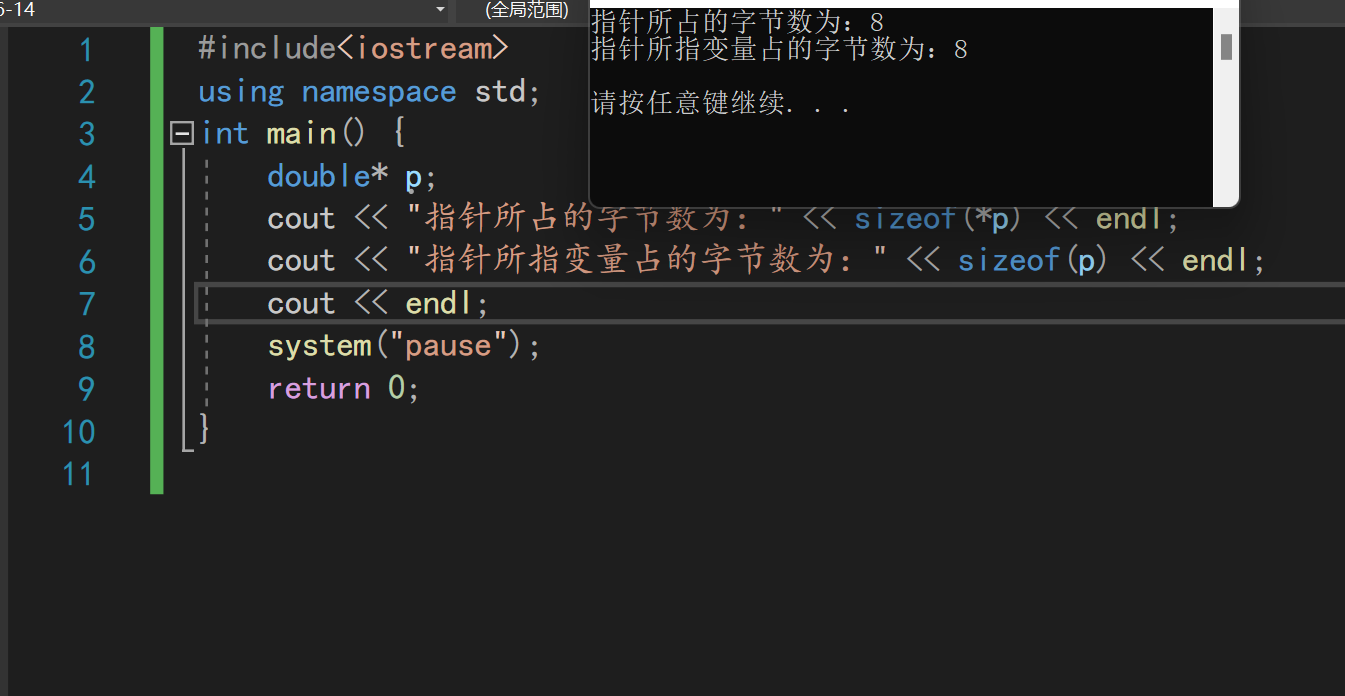 6-14 (全局范围)
指针所占的字节数为：8
指针所指变量占的字节数为：8
请按任意键继续. . .
1 #include<iostream>
2 using namespace std;
3 int main() {
4 double* p;
5 cout << "指针所占的字节数为：" << sizeof(*p) << endl;
6 cout << "指针所指变量占的字节数为：" << sizeof(p) << endl;
7 cout << endl;
8 system("pause");
9 return 0;
10 }
11